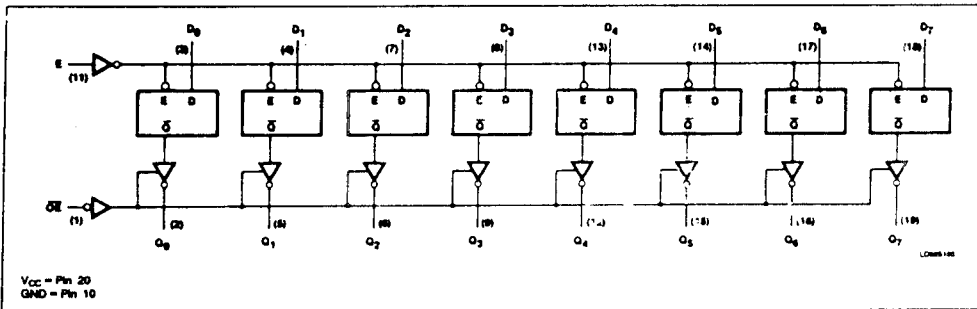 D0 D1 D2 D3 D4 D5 D6 D7
(3) (4) (7) (8) (13) (14) (17) (18)
E
(11)
E D E D E D E D E D E D E D
Q̅ Q̅ Q̅ Q̅ Q̅ Q̅ Q̅ Q̅
O̅E̅
(1)
(2) (5) (6) (9) (15) (16) (19)
Q0 Q1 Q2 Q3 Q4 Q5 Q6 Q7
VCC = Pin 20
GND = Pin 10